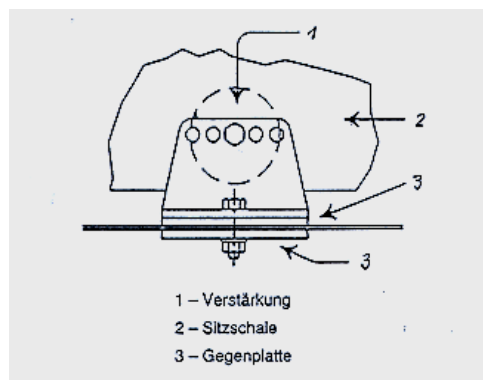 1
2
3
3
1 – Verstärkung
2 – Sitzschale
3 – Gegenplatte